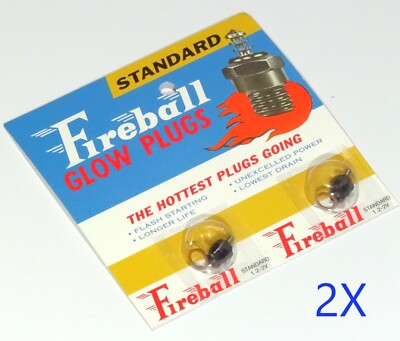 STANDARD
Fireball
GLOW PLUGS
THE HOTTEST PLUGS GOING
• FLASH STARTING
• LONGER LIFE
• UNEXCELLED POWER
• LOWEST DRAIN
Fireball
STANDARD
1.2-2V
Fireball
STANDARD
1.2-2V
2X